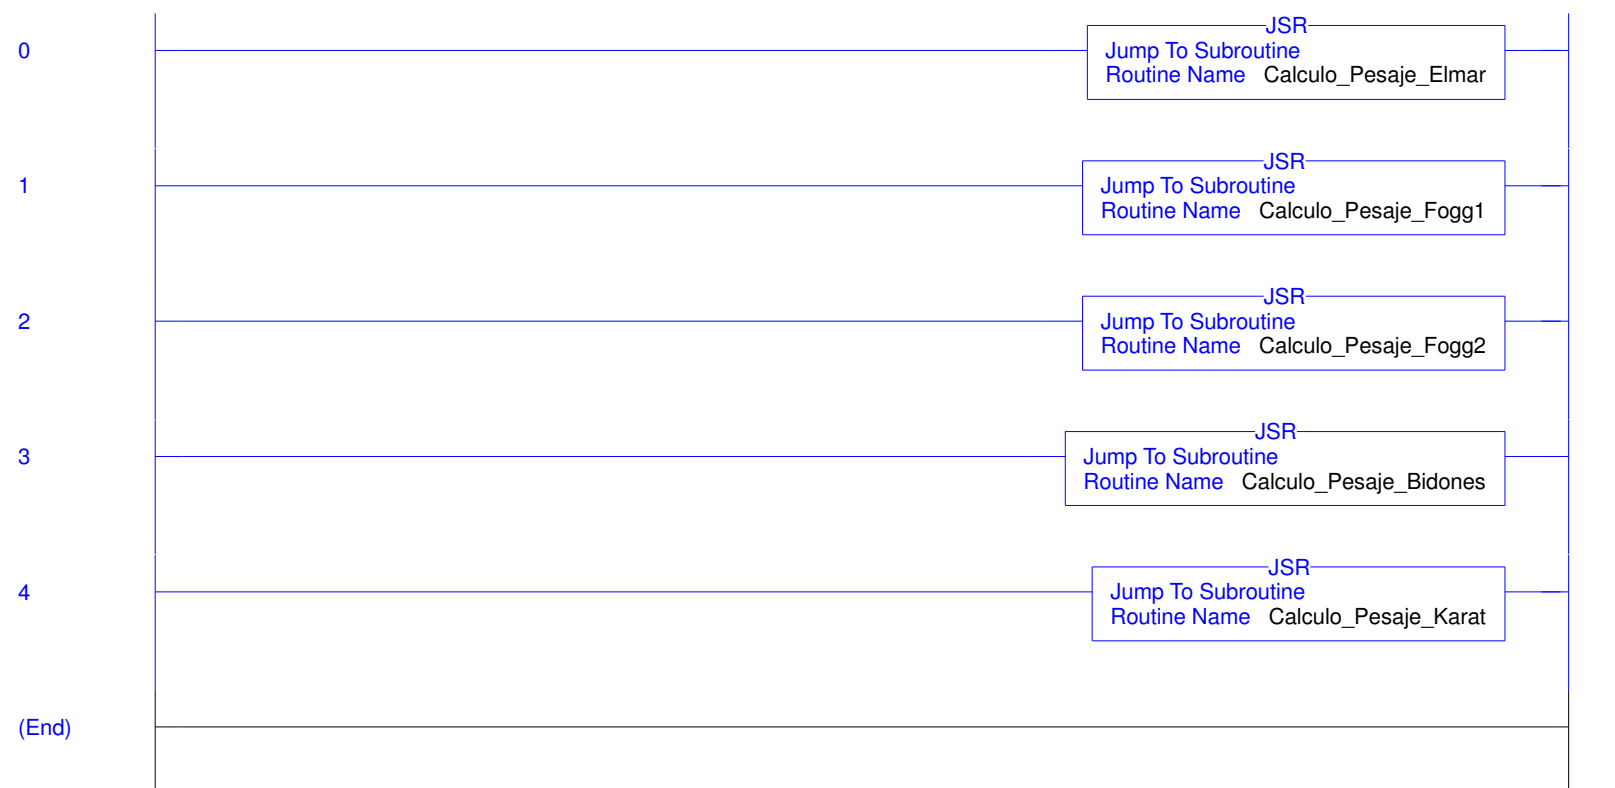 JSR
0
Jump To Subroutine
Routine Name Calculo_Pesaje_Elmar
JSR
1
Jump To Subroutine
Routine Name Calculo_Pesaje_Fogg1
JSR
2
Jump To Subroutine
Routine Name Calculo_Pesaje_Fogg2
JSR
3
Jump To Subroutine
Routine Name Calculo_Pesaje_Bidones
JSR
4
Jump To Subroutine
Routine Name Calculo_Pesaje_Karat
(End)